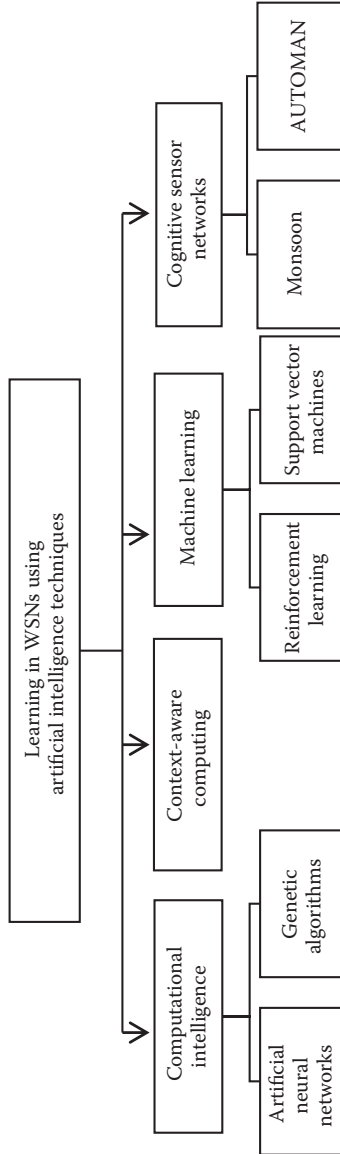 Learning in WSNs using
artificial intelligence techniques
Computational
intelligence
Context-aware
computing
Machine learning
Cognitive sensor
networks
Artificial
neural
networks
Genetic
algorithms
Reinforcement
learning
Support vector
machines
Monsoon
AUTOMAN